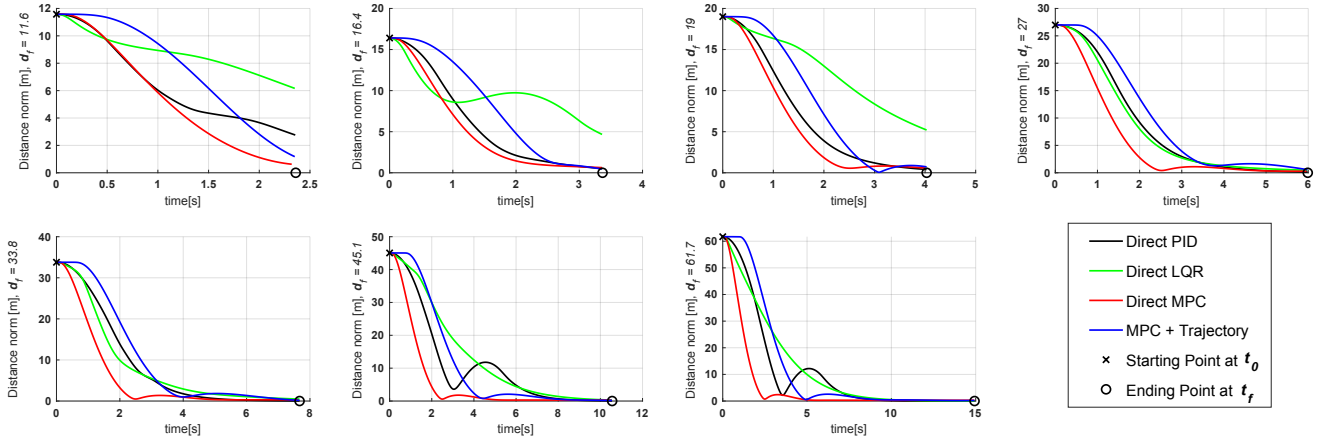 Distance norm [m], d_f = 11.6
12
10
8
6
4
2
0
0 0.5 1 1.5 2 2.5
time[s]
Distance norm [m], d_f = 16.4
20
15
10
5
0
0 1 2 3 4
time[s]
Distance norm [m], d_f = 19
20
15
10
5
0
0 1 2 3 4 5
time[s]
Distance norm [m], d_f = 27
30
25
20
15
10
5
0
0 1 2 3 4 5 6
time[s]
Distance norm [m], d_f = 33.8
40
30
20
10
0
0 2 4 6 8
time[s]
Distance norm [m], d_f = 45.1
50
40
30
20
10
0
0 2 4 6 8 10 12
time[s]
Distance norm [m], d_f = 61.7
60
50
40
30
20
10
0
0 5 10 15
time[s]
Direct PID
Direct LQR
Direct MPC
MPC + Trajectory
Starting Point at t_0
Ending Point at t_f